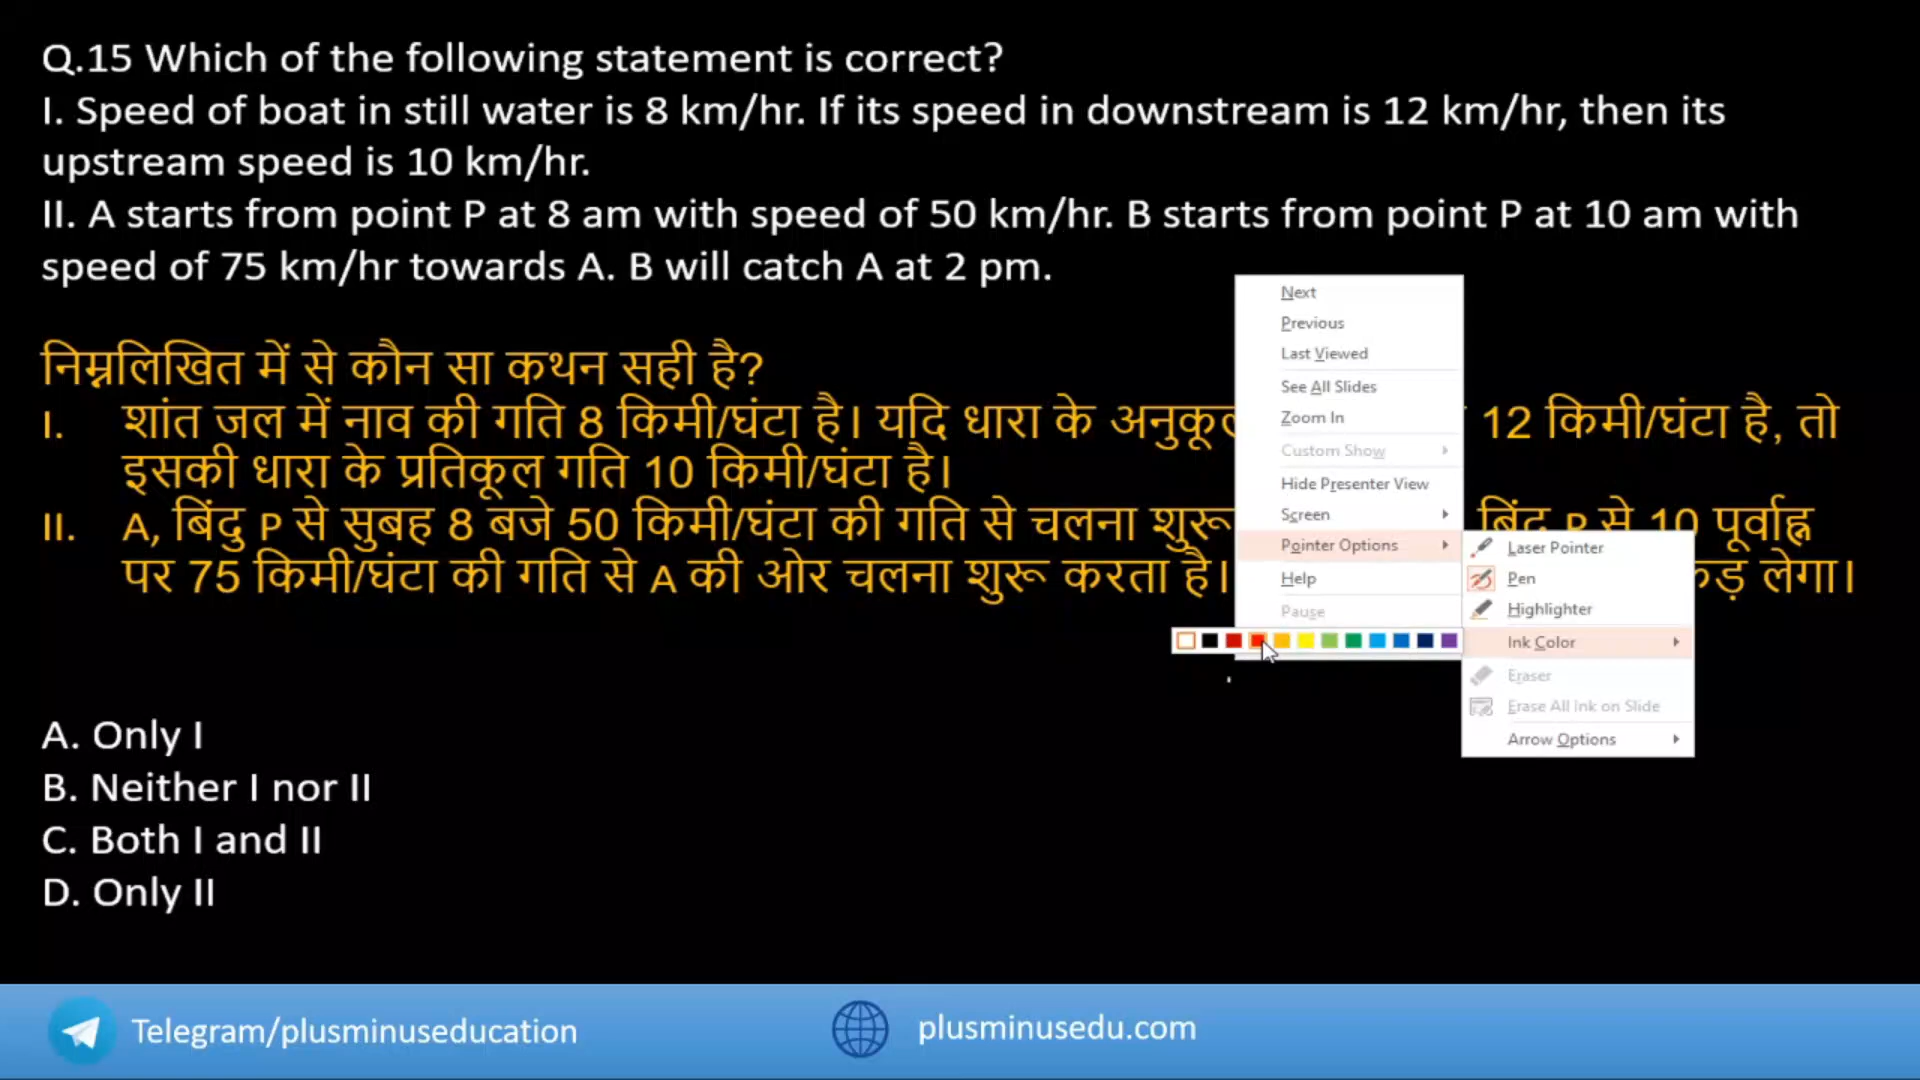 Q.15 Which of the following statement is correct?
I. Speed of boat in still water is 8 km/hr. If its speed in downstream is 12 km/hr, then its
upstream speed is 10 km/hr.
II. A starts from point P at 8 am with speed of 50 km/hr. B starts from point P at 10 am with
speed of 75 km/hr towards A. B will catch A at 2 pm.
निम्नलिखित में से कौन सा कथन सही है?
I. शांत जल में नाव की गति 8 किमी/घंटा है। यदि धारा के 12 किमी/घंटा है, तो
इसकी धारा के प्रतिकूल गति 10 किमी/घंटा है।
II. A, बिंदु P से सुबह 8 बजे 50 किमी/घंटा की गति से चलना शुरू बिंदु P से 10 पूर्वाह्न
पर 75 किमी/घंटा की गति से A की ओर चलना शुरू करता है। लेगा।
Next
Previous
Last Viewed
See All Slides
Zoom In
Custom Show
Hide Presenter View
Screen
Pointer Options
Help
Pause
Laser Pointer
Pen
Highlighter
Ink Color
Eraser
Erase All Ink on Slide
Arrow Options
A. Only I
B. Neither I nor II
C. Both I and II
D. Only II
Telegram/plusminuseducation
plusminusedu.com